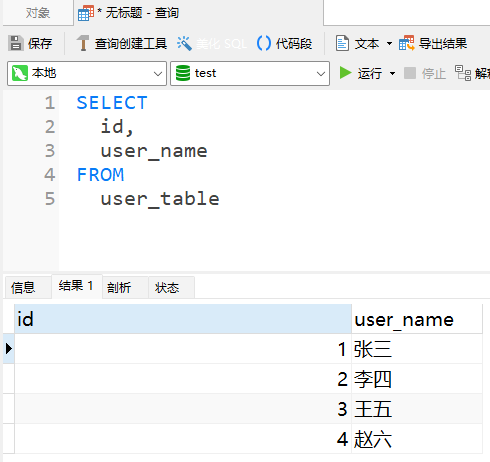 对象 * 无标题 - 查询
保存 查询创建工具 美化 SQL 代码段 文本 导出结果
本地 test 运行 停止
1 SELECT
2 id,
3 user_name
4 FROM
5 user_table
信息 结果 1 剖析 状态
id user_name
1 张三
2 李四
3 王五
4 赵六